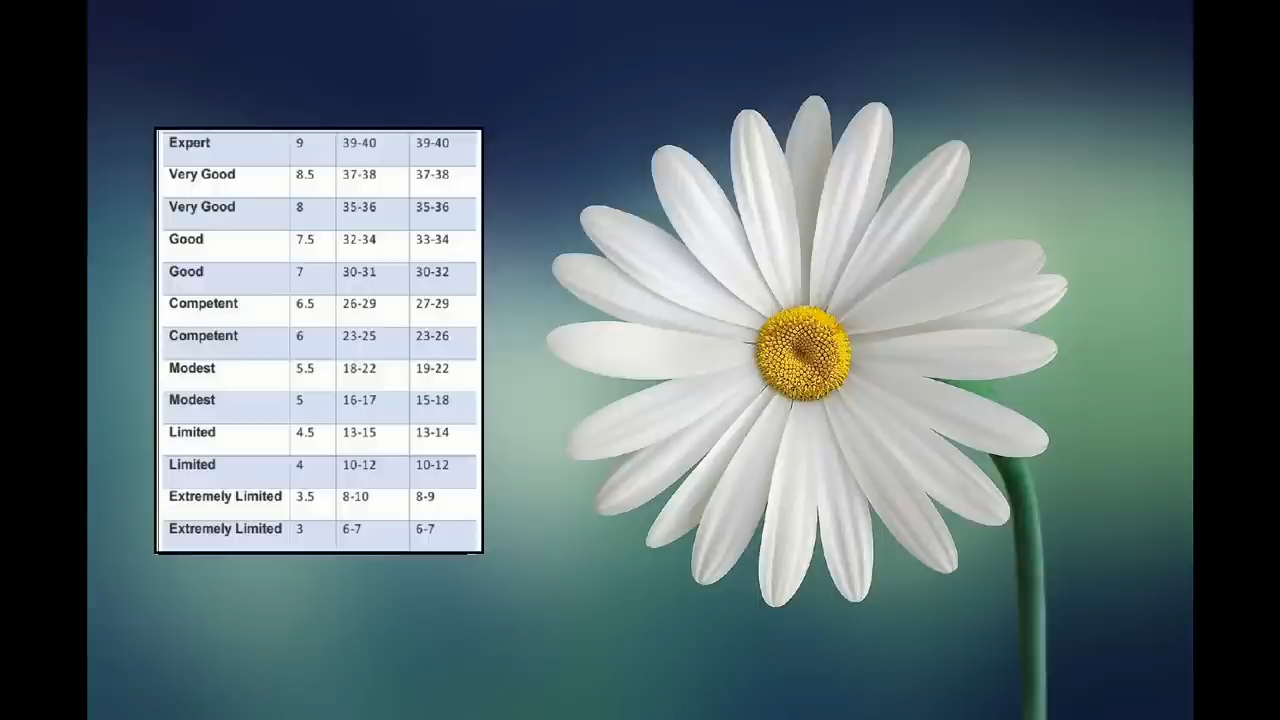 Expert 9 39-40 39-40
Very Good 8.5 37-38 37-38
Very Good 8 35-36 35-36
Good 7.5 32-34 33-34
Good 7 30-31 30-32
Competent 6.5 26-29 27-29
Competent 6 23-25 23-26
Modest 5.5 18-22 19-22
Modest 5 16-17 15-18
Limited 4.5 13-15 13-14
Limited 4 10-12 10-12
Extremely Limited 3.5 8-10 8-9
Extremely Limited 3 6-7 6-7